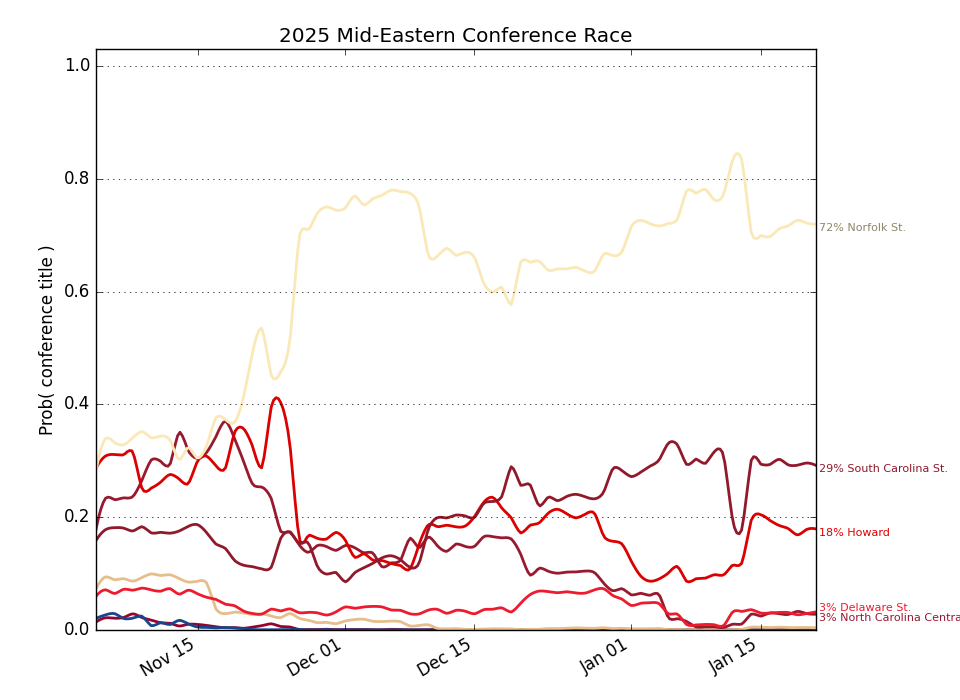 2025 Mid-Eastern Conference Race
Prob( conference title )
1.0
0.8
0.6
0.4
0.2
0.0
Nov 15
Dec 01
Dec 15
Jan 01
Jan 15
72% Norfolk St.
29% South Carolina St.
18% Howard
3% Delaware St.
3% North Carolina Centra